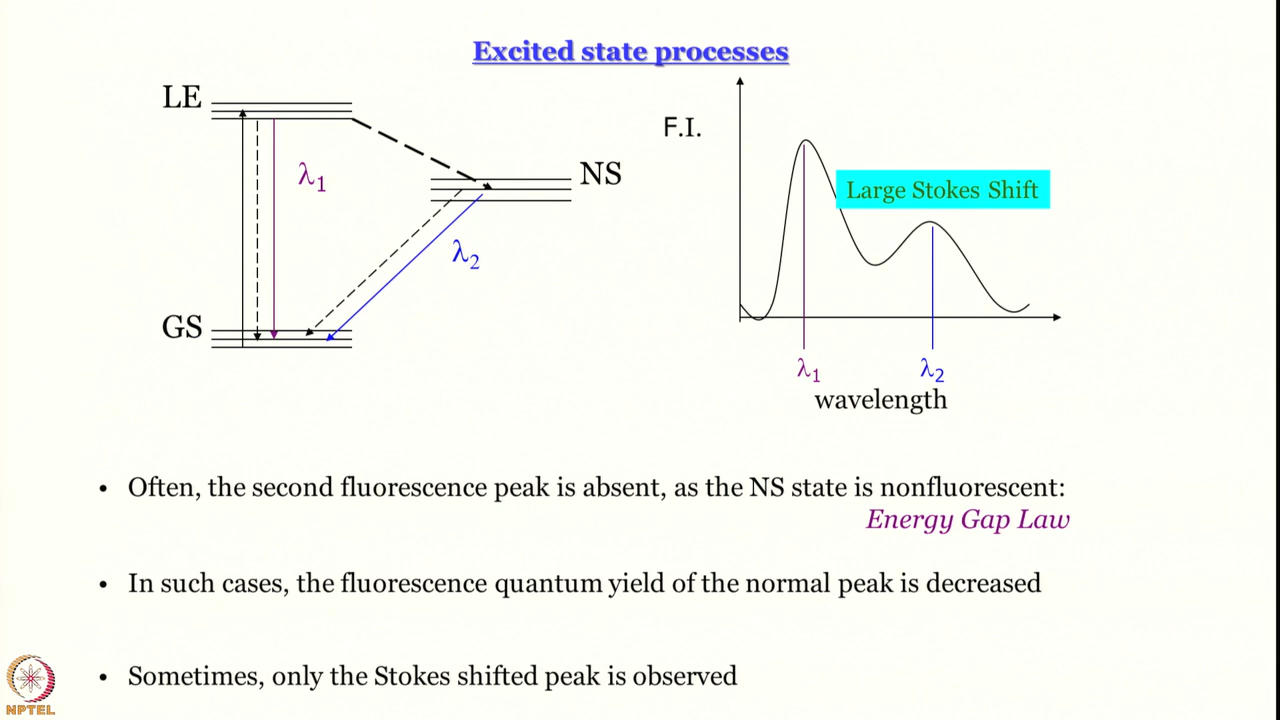 Excited state processes
LE
F.I.
λ1
NS
Large Stokes Shift
λ2
GS
λ1
λ2
wavelength
• Often, the second fluorescence peak is absent, as the NS state is nonfluorescent:
Energy Gap Law
• In such cases, the fluorescence quantum yield of the normal peak is decreased
• Sometimes, only the Stokes shifted peak is observed
NPTEL